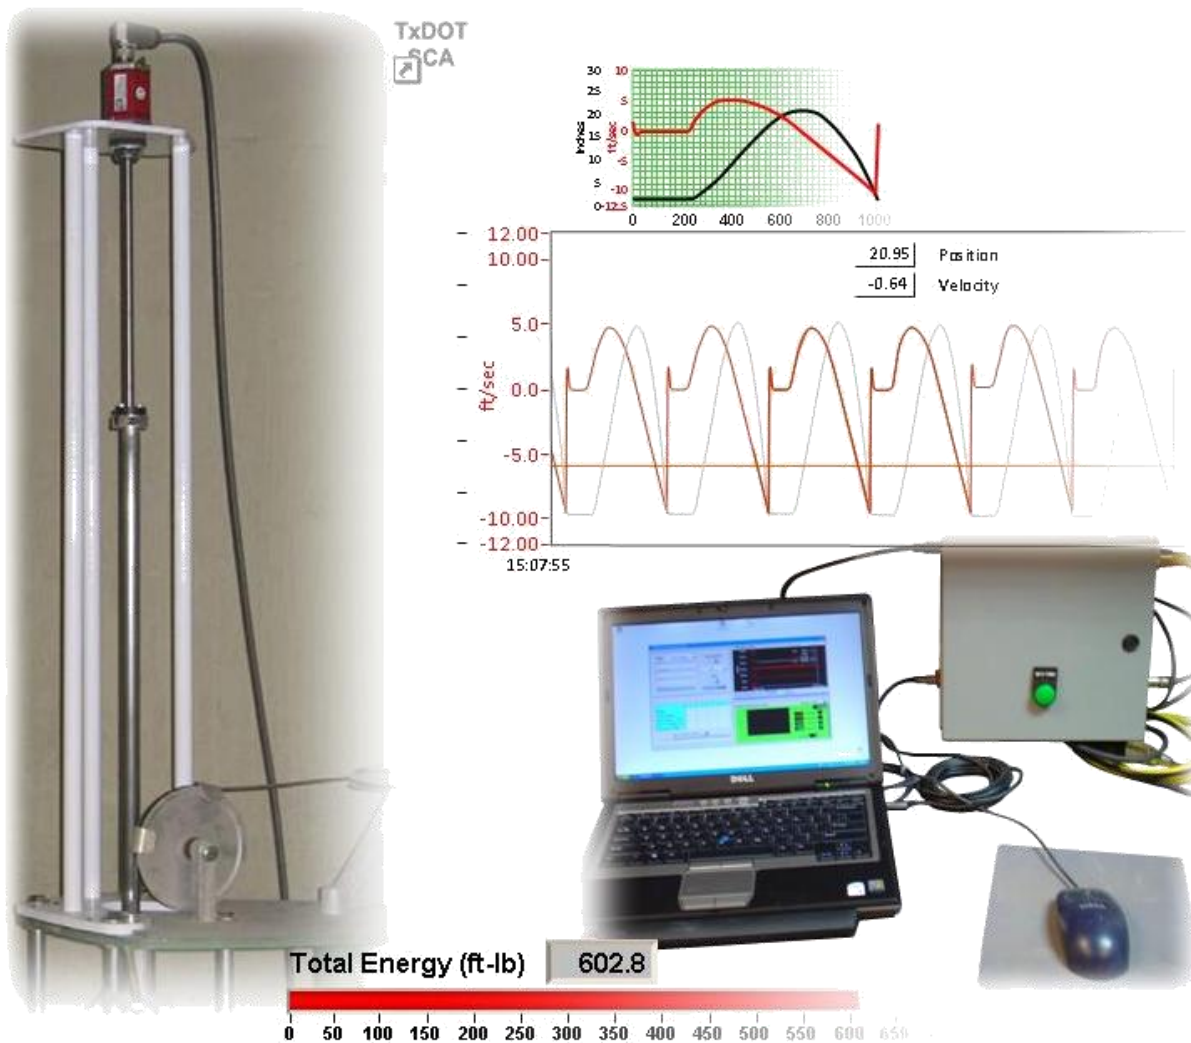 TxDOT
SCA
30 10
25
20 5
15 0
10 -5
5 -10
0 -12.5
inches
ft/sec
0 200 400 600 800 1000
12.00
10.00
5.0
0.0
-5.0
-10.00
-12.00
ft/sec
20.95 Position
-0.64 Velocity
15:07:55
DELL
Total Energy (ft-lb) 602.8
0 50 100 150 200 250 300 350 400 450 500 550 600 650